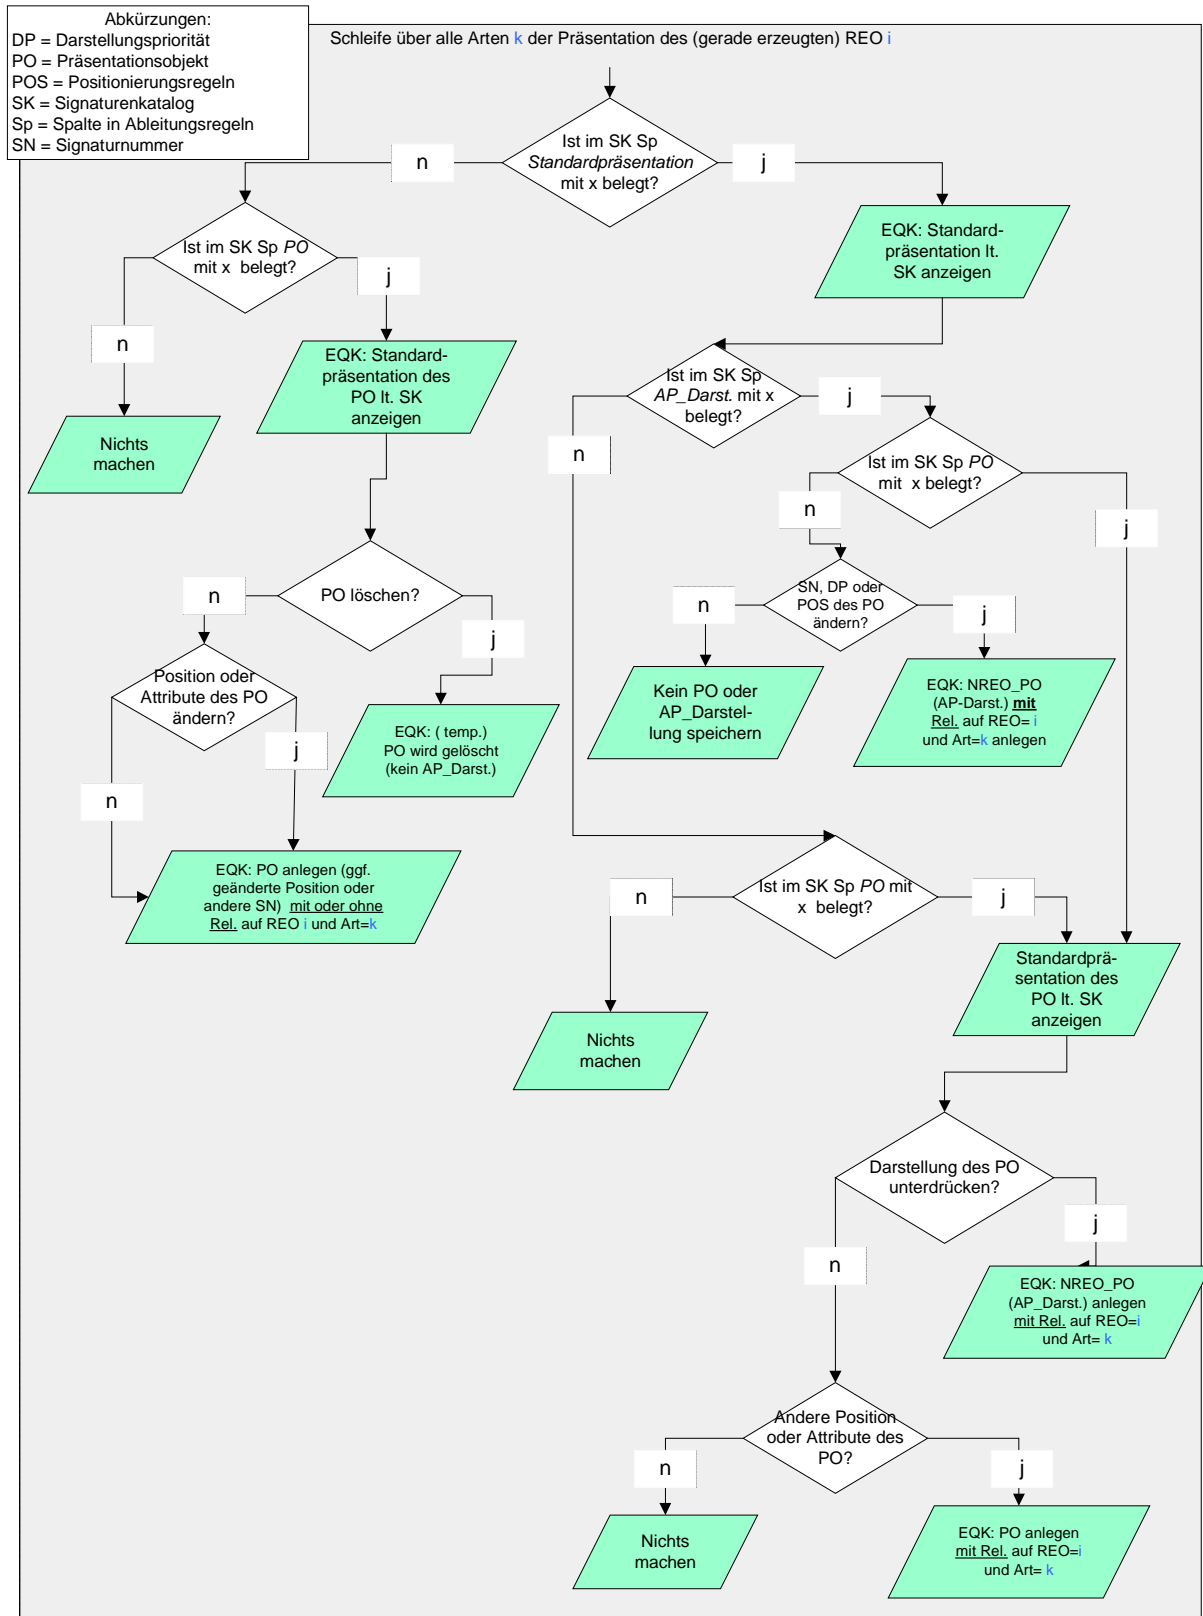 Abkürzungen:
DP = Darstellungspriorität
PO = Präsentationsobjekt
POS = Positionierungsregeln
SK = Signaturenkatalog
Sp = Spalte in Ableitungsregeln
SN = Signaturnummer
Schleife über alle Arten k der Präsentation des (gerade erzeugten) REO i
Ist im SK Sp
Standardpräsentation
mit x belegt?
n
j
Ist im SK Sp PO
mit x belegt?
EQK: Standard-
präsentation lt.
SK anzeigen
j
n
EQK: Standard-
präsentation des
PO lt. SK
anzeigen
Ist im SK Sp
AP_Darst. mit x
belegt?
j
Nichts
machen
n
Ist im SK Sp PO
mit x belegt?
n
j
PO löschen?
n
j
SN, DP oder
POS des PO
ändern?
n
j
Position oder
Attribute des PO
ändern?
Kein PO oder
AP_Darstel-
lung speichern
EQK: NREO_PO
(AP-Darst.) mit
Rel. auf REO= i
und Art=k anlegen
EQK: ( temp.)
PO wird gelöscht
(kein AP_Darst.)
j
n
EQK: PO anlegen (ggf.
geänderte Position oder
andere SN) mit oder ohne
Rel. auf REO i und Art=k
Ist im SK Sp PO mit
x belegt?
n
j
Standardprä-
sentation des
PO lt. SK
anzeigen
Nichts
machen
Darstellung des PO
unterdrücken?
j
n
EQK: NREO_PO
(AP_Darst.) anlegen
mit Rel. auf REO=i
und Art= k
Andere Position
oder Attribute des
PO?
n
j
Nichts
machen
EQK: PO anlegen
mit Rel. auf REO=i
und Art= k